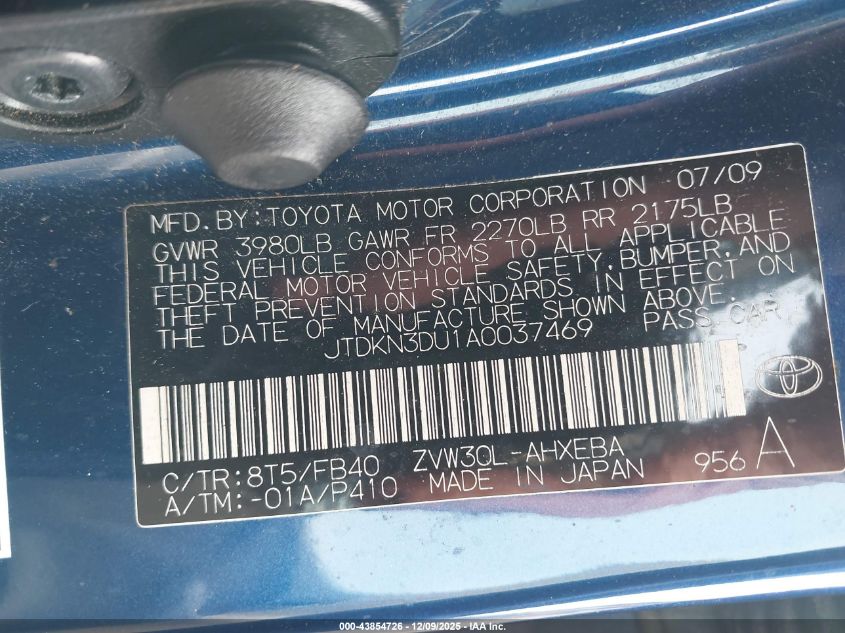 MFD.BY:TOYOTA MOTOR CORPORATION 07/09
GVWR 3980LB GAWR FR 2270LB RR 2175LB
THIS VEHICLE CONFORMS TO ALL APPLICABLE
FEDERAL MOTOR VEHICLE SAFETY,BUMPER,AND
THEFT PREVENTION STANDARDS IN EFFECT ON
THE DATE OF MANUFACTURE SHOWN ABOVE.
JTDKN3DU1A0037469 PASS.CAR
C/TR:8T5/FB40 ZVW30L-AHXEBA
A/TM:-01A/P410 MADE IN JAPAN 956 A
000-43854726 - 12/09/2025 - IAA Inc.